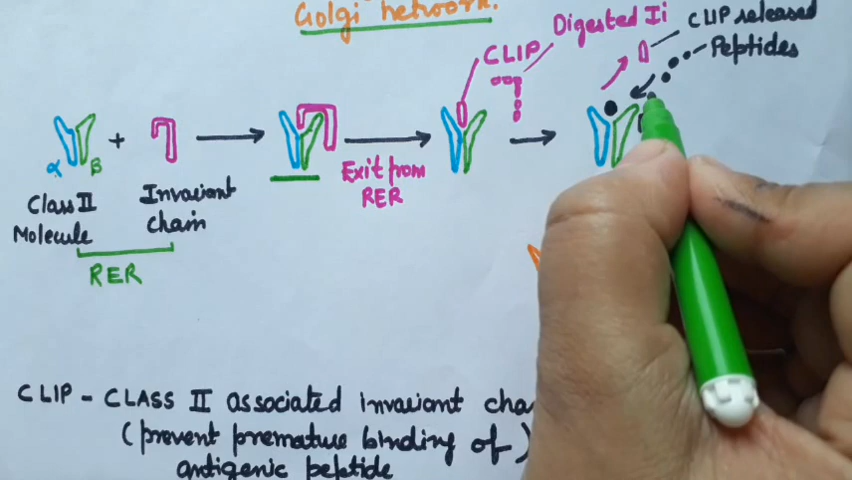 Golgi network.
Digested Ii
CLIP released
Peptides
CLIP
+
α
β
Class II
Molecule
Invariant
chain
Exit from
RER
RER
CLIP - CLASS II associated invariant cha
(prevent premature binding of)
antigenic peptide